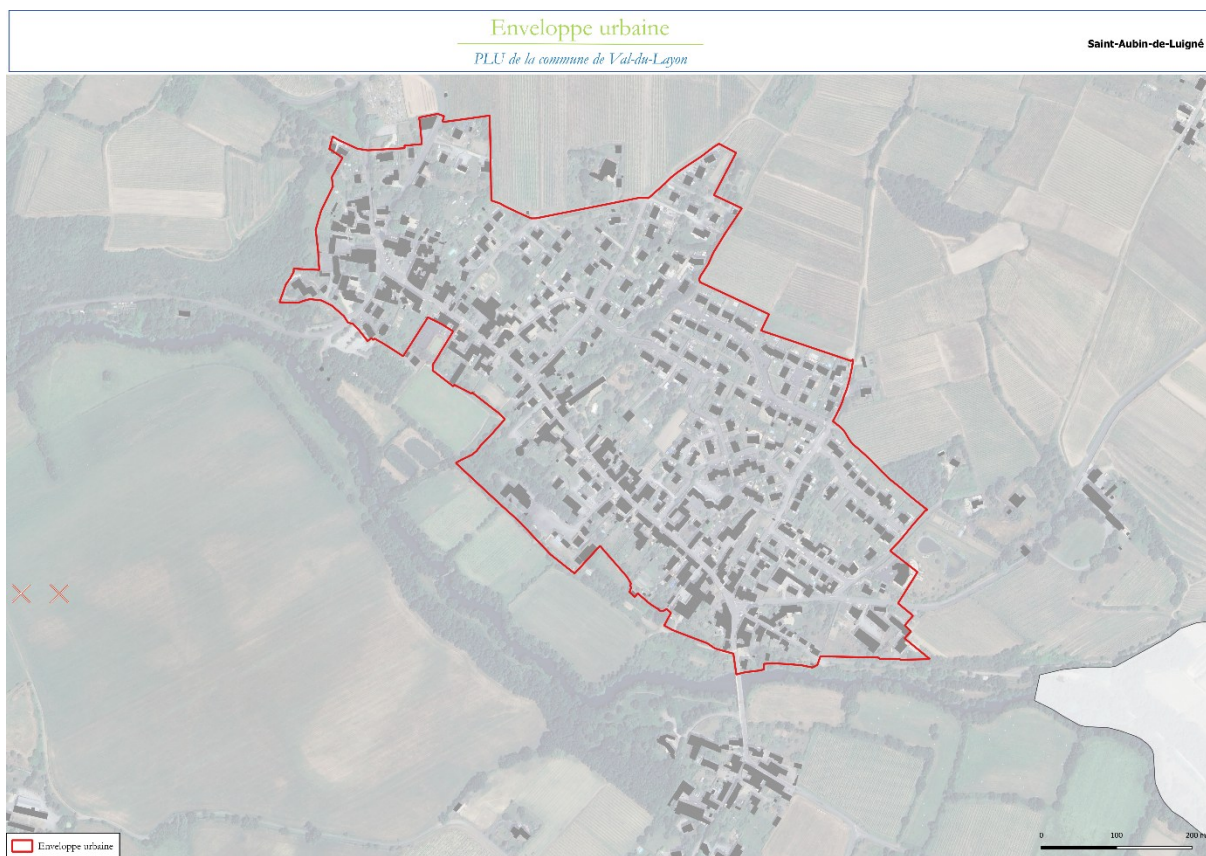 Enveloppe urbaine
PLU de la commune de Val-du-Layon
Saint-Aubin-de-Luigné
Enveloppe urbaine
0 100 200 m